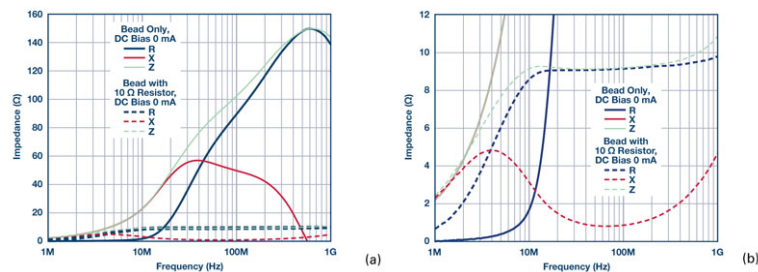 160
140
120
100
80
60
40
20
0
Impedance (Ω)
Bead Only,
DC Bias 0 mA
R
X
Z
Bead with
10 Ω Resistor,
DC Bias 0 mA
R
X
Z
1M
10M
100M
1G
Frequency (Hz)
(a)
12
10
8
6
4
2
0
Impedance (Ω)
Bead Only,
DC Bias 0 mA
R
X
Z
Bead with
10 Ω Resistor,
DC Bias 0 mA
R
X
Z
1M
10M
100M
1G
Frequency (Hz)
(b)